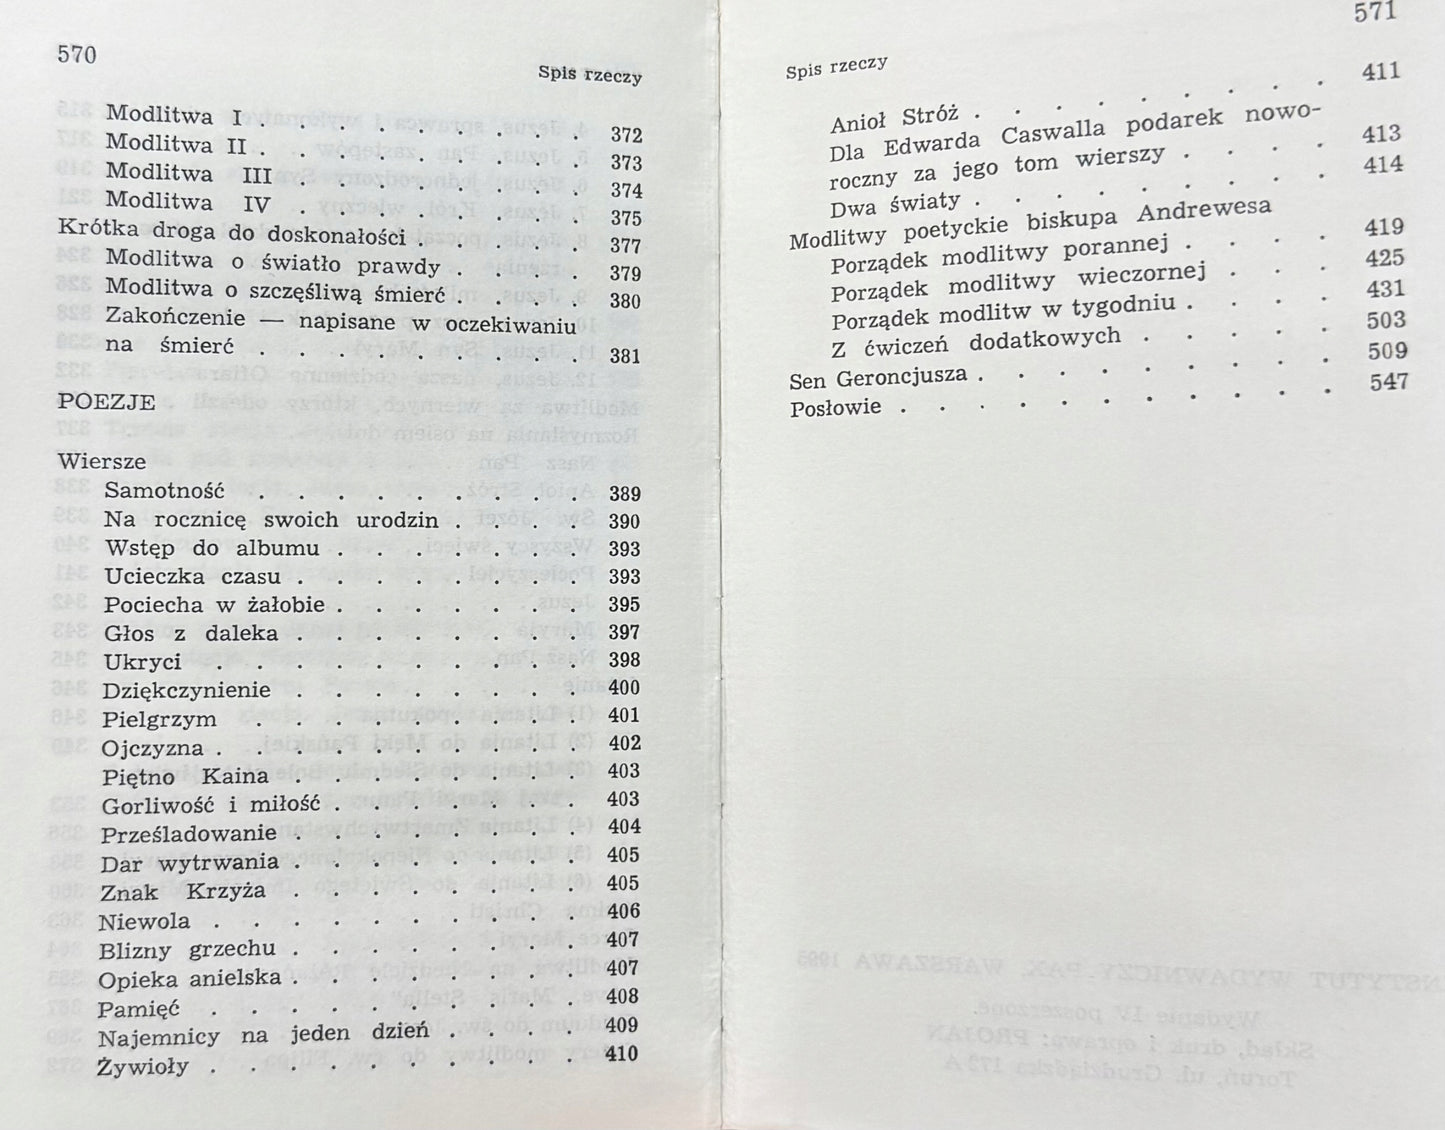 570
Spis rzeczy
Modlitwa I . . . . . . . . . 372
Modlitwa II . . . . . . . . . 373
Modlitwa III . . . . . . . . 374
Modlitwa IV . . . . . . . . 375
Krótka droga do doskonałości . . . . . 377
Modlitwa o światło prawdy . . . . 379
Modlitwa o szczęśliwą śmierć . . . . 380
Zakończenie — napisane w oczekiwaniu
na śmierć . . . . . . . . . 381
POEZJE
Wiersze
Samotność . . . . . . . . . 389
Na rocznicę swoich urodzin . . . . 390
Wstęp do albumu . . . . . . . 393
Ucieczka czasu . . . . . . . . 393
Pociecha w żałobie . . . . . . . 395
Głos z daleka . . . . . . . . 397
Ukryci . . . . . . . . . . 398
Dziękczynienie . . . . . . . . 400
Pielgrzym . . . . . . . . . 401
Ojczyzna . . . . . . . . . . 402
Piętno Kaina . . . . . . . . 403
Gorliwość i miłość . . . . . . . 403
Prześladowanie . . . . . . . . 404
Dar wytrwania . . . . . . . . 405
Znak Krzyża . . . . . . . . 405
Niewola . . . . . . . . . . 406
Blizny grzechu . . . . . . . . 407
Opieka anielska . . . . . . . . 407
Pamięć . . . . . . . . . . 408
Najemnicy na jeden dzień . . . . 409
Żywioły . . . . . . . . . . 410
571
Spis rzeczy
Anioł Stróż . . . . . . . . . 411
Dla Edwarda Caswalla podarek nowo-
roczny za jego tom wierszy . . . . 413
Dwa światy . . . . . . . . . 414
Modlitwy poetyckie biskupa Andrewesa
Porządek modlitwy porannej . . . . 419
Porządek modlitwy wieczornej . . . 425
Porządek modlitw w tygodniu . . . . 431
Z ćwiczeń dodatkowych . . . . . 503
Sen Geroncjusza . . . . . . . . . 509
Posłowie . . . . . . . . . . . 547